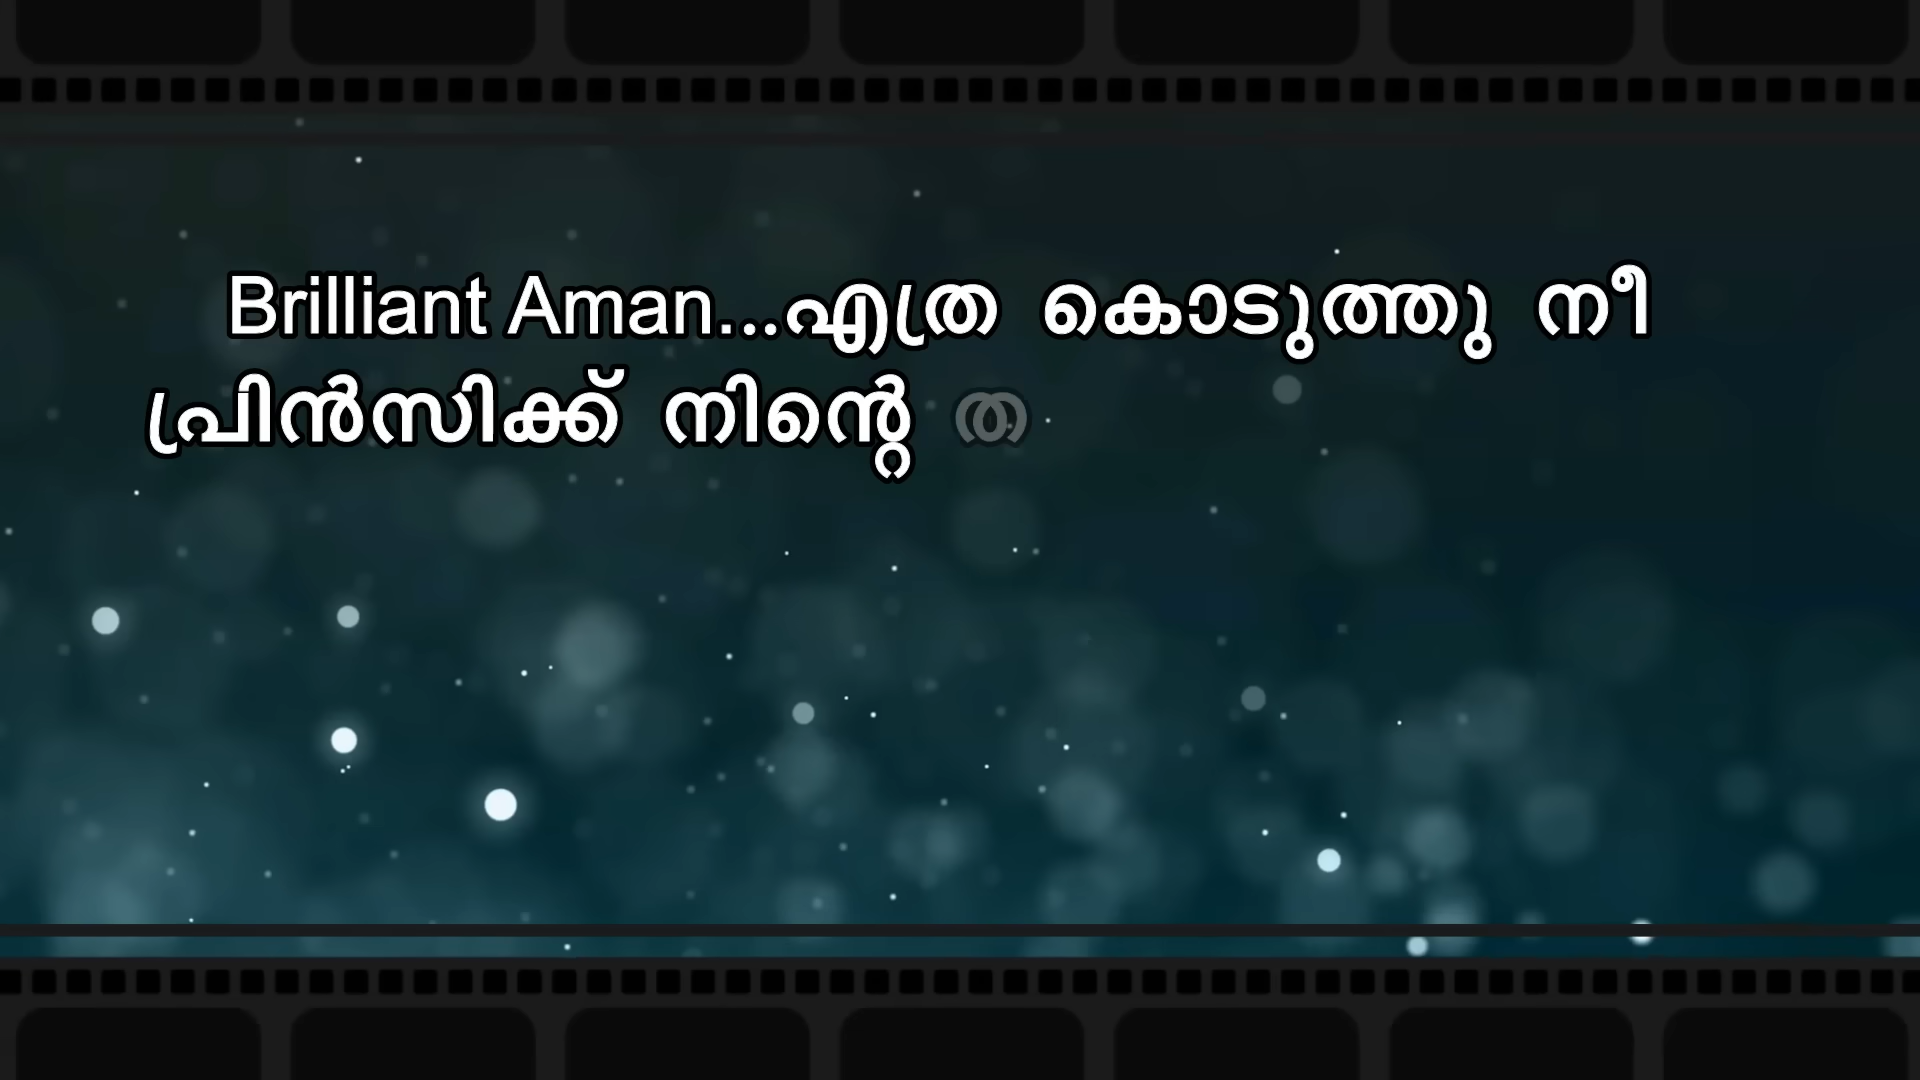 Brilliant Aman...എത്ര കൊടുത്തു നീ
പ്രിൻസിക്ക് നിന്റെ ത